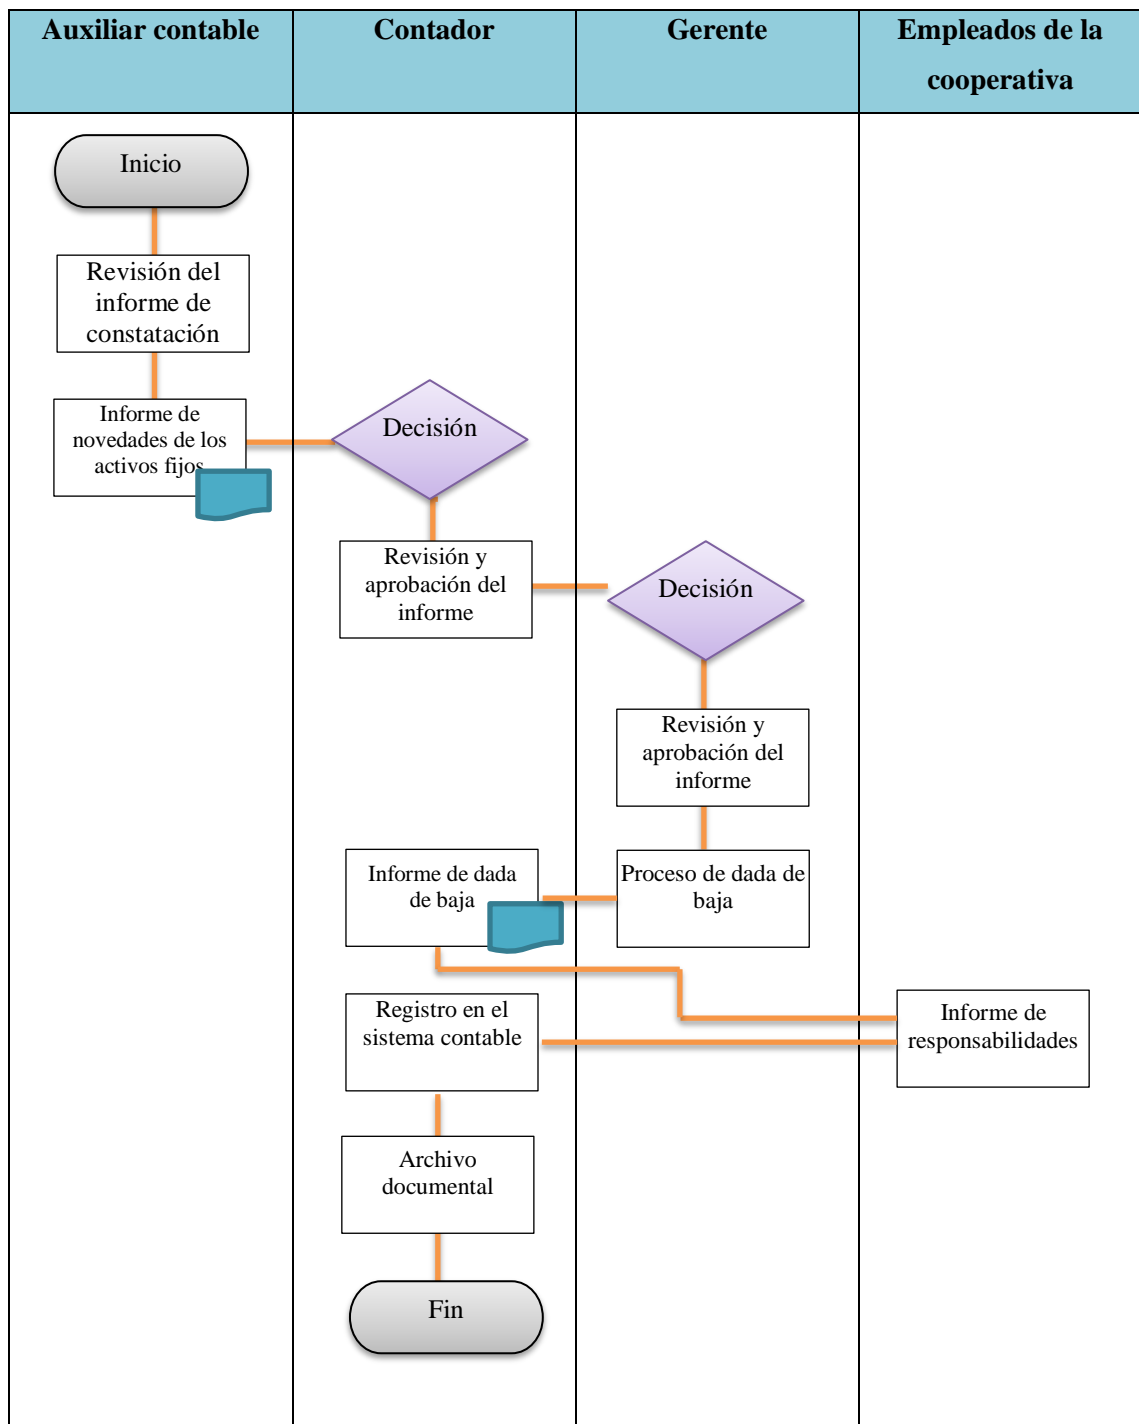 Auxiliar contable
Contador
Gerente
Empleados de la
cooperativa
Inicio
Revisión del
informe de
constatación
Informe de
novedades de los
activos fijos
Decisión
Revisión y
aprobación del
informe
Decisión
Revisión y
aprobación del
informe
Proceso de dada de
baja
Informe de dada
de baja
Informe de
responsabilidades
Registro en el
sistema contable
Archivo
documental
Fin